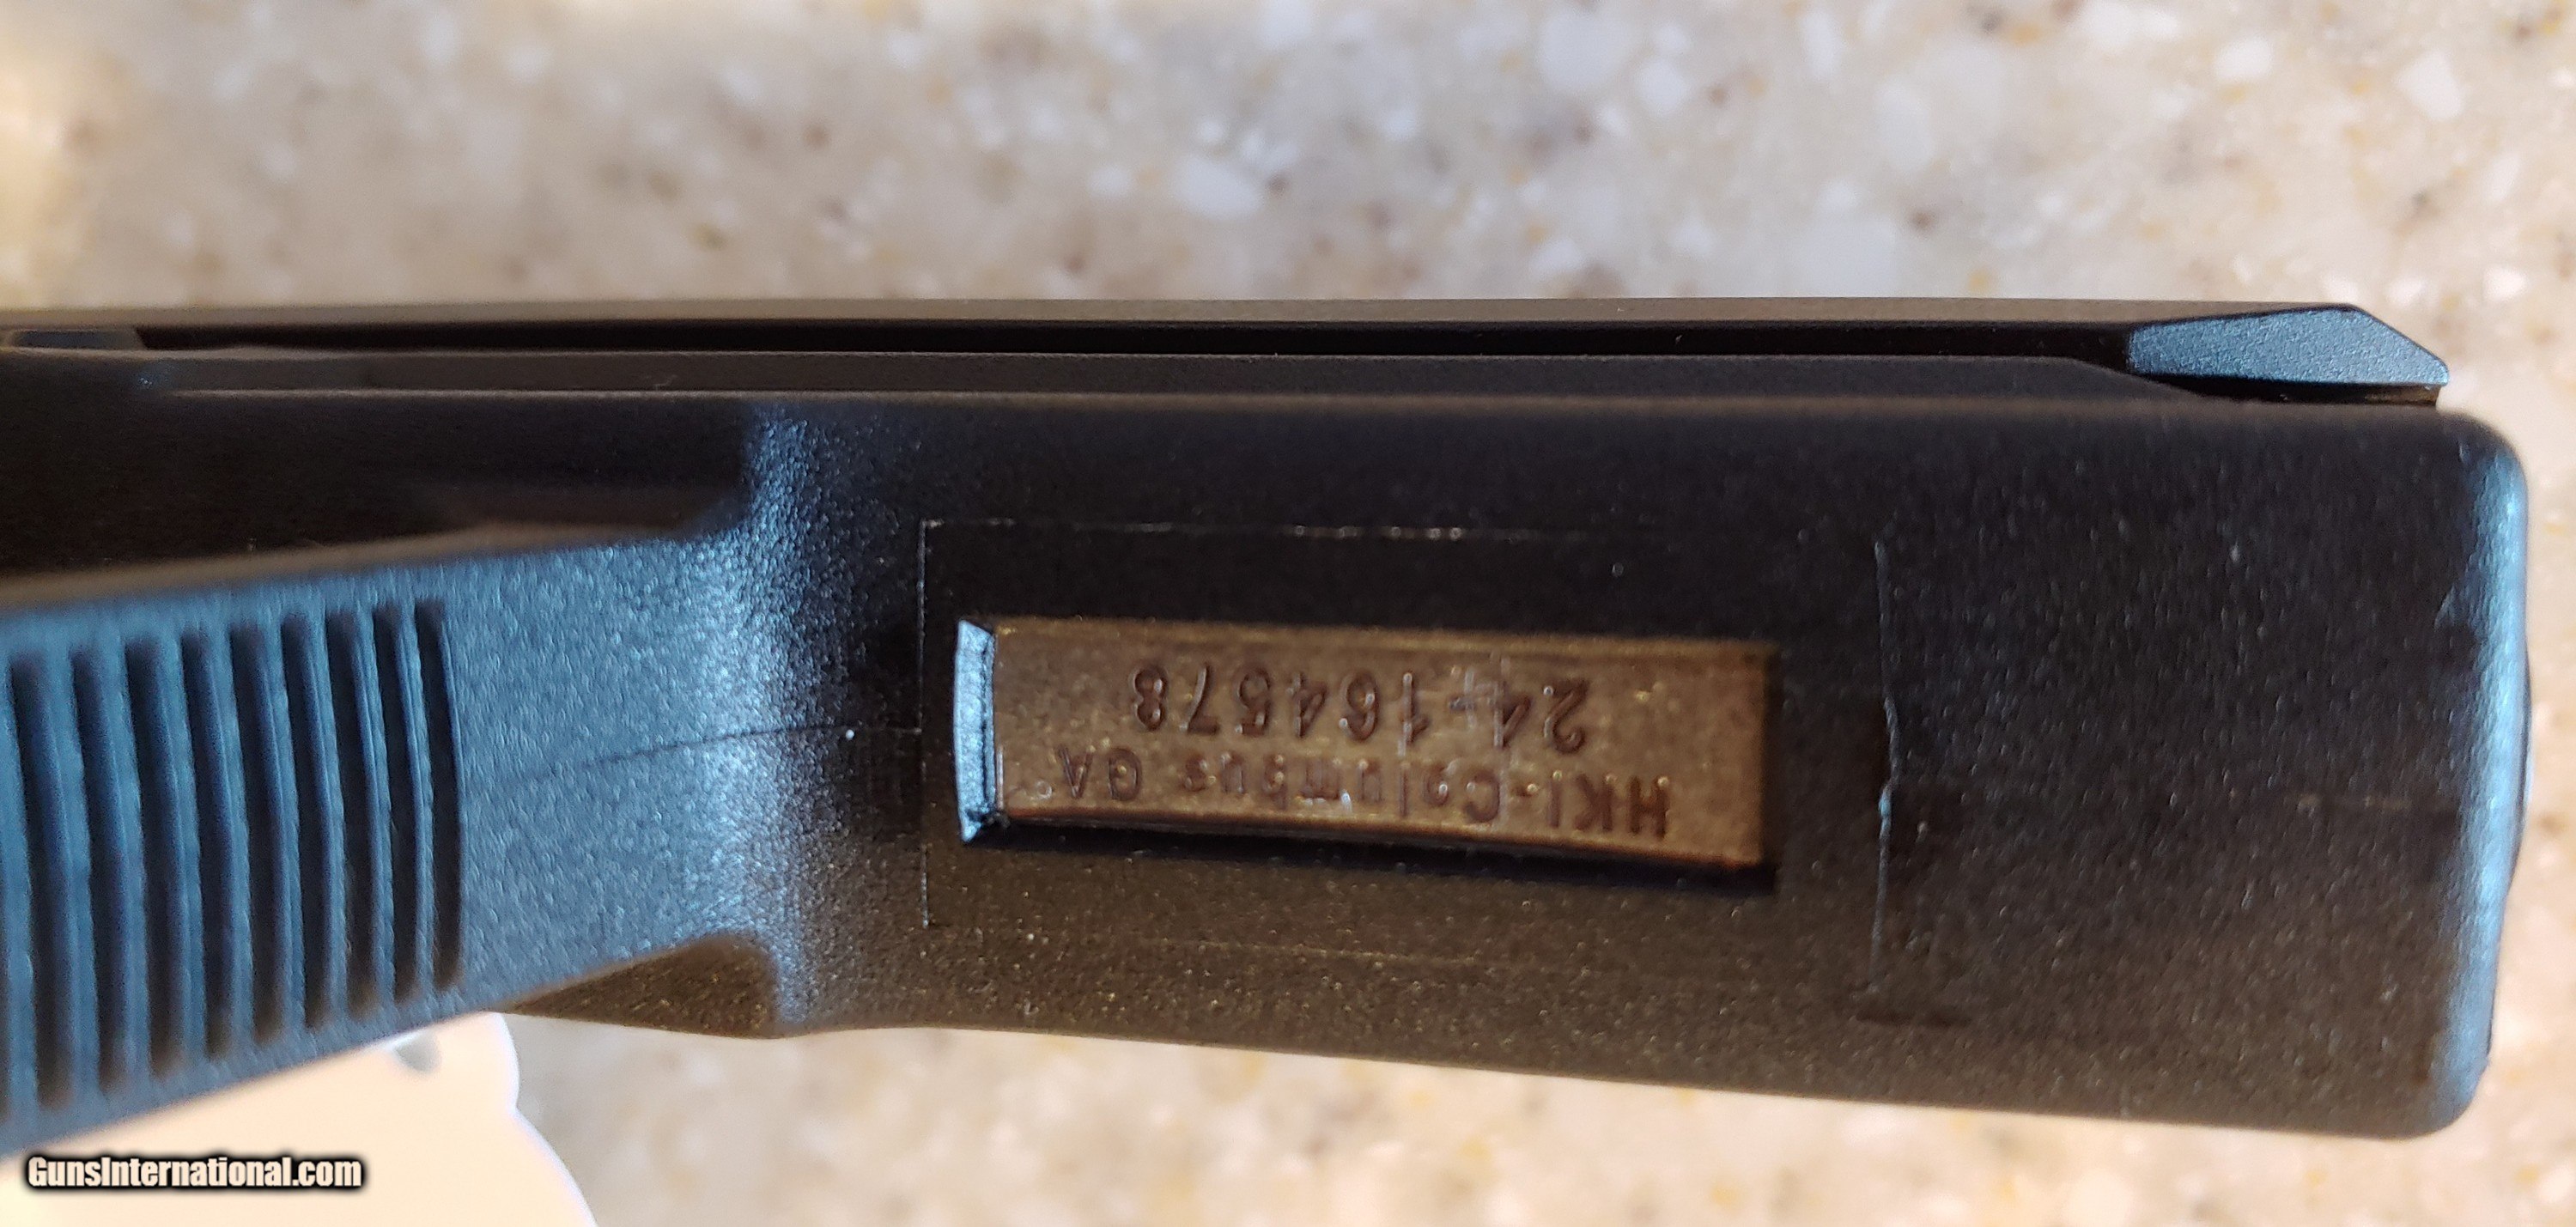 HKI-Columbus GA
24-164578
GunsInternational.com